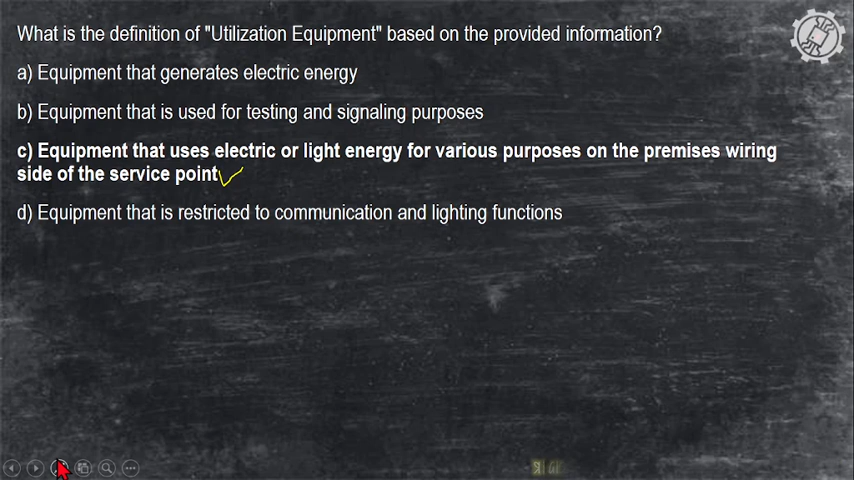 What is the definition of "Utilization Equipment" based on the provided information?
a) Equipment that generates electric energy
b) Equipment that is used for testing and signaling purposes
c) Equipment that uses electric or light energy for various purposes on the premises wiring
side of the service point
d) Equipment that is restricted to communication and lighting functions